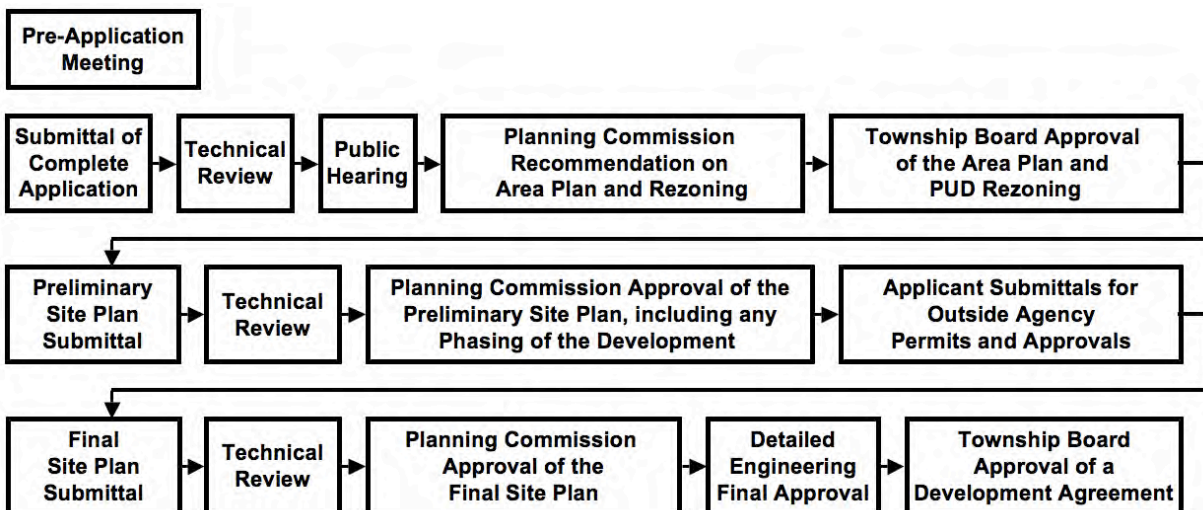 Pre-Application
Meeting
Submittal of
Complete
Application
Technical
Review
Public
Hearing
Planning Commission
Recommendation on
Area Plan and Rezoning
Township Board Approval
of the Area Plan and
PUD Rezoning
Preliminary
Site Plan
Submittal
Technical
Review
Planning Commission Approval of the
Preliminary Site Plan, including any
Phasing of the Development
Applicant Submittals for
Outside Agency
Permits and Approvals
Final
Site Plan
Submittal
Technical
Review
Planning Commission
Approval of the
Final Site Plan
Detailed
Engineering
Final Approval
Township Board
Approval of a
Development Agreement